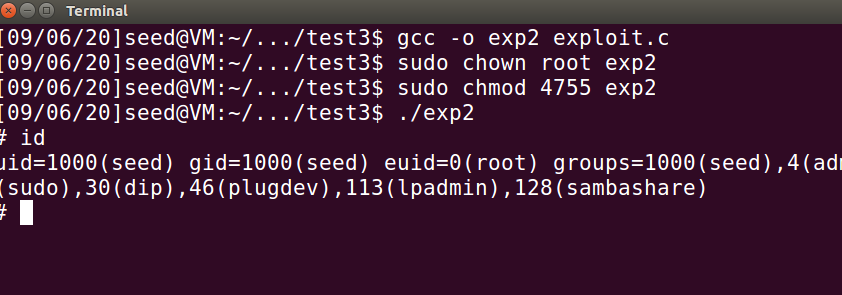 Terminal
[09/06/20]seed@VM:~/.../test3$ gcc -o exp2 exploit.c
[09/06/20]seed@VM:~/.../test3$ sudo chown root exp2
[09/06/20]seed@VM:~/.../test3$ sudo chmod 4755 exp2
[09/06/20]seed@VM:~/.../test3$ ./exp2
# id
uid=1000(seed) gid=1000(seed) euid=0(root) groups=1000(seed),4(ad
(sudo),30(dip),46(plugdev),113(lpadmin),128(sambashare)
#